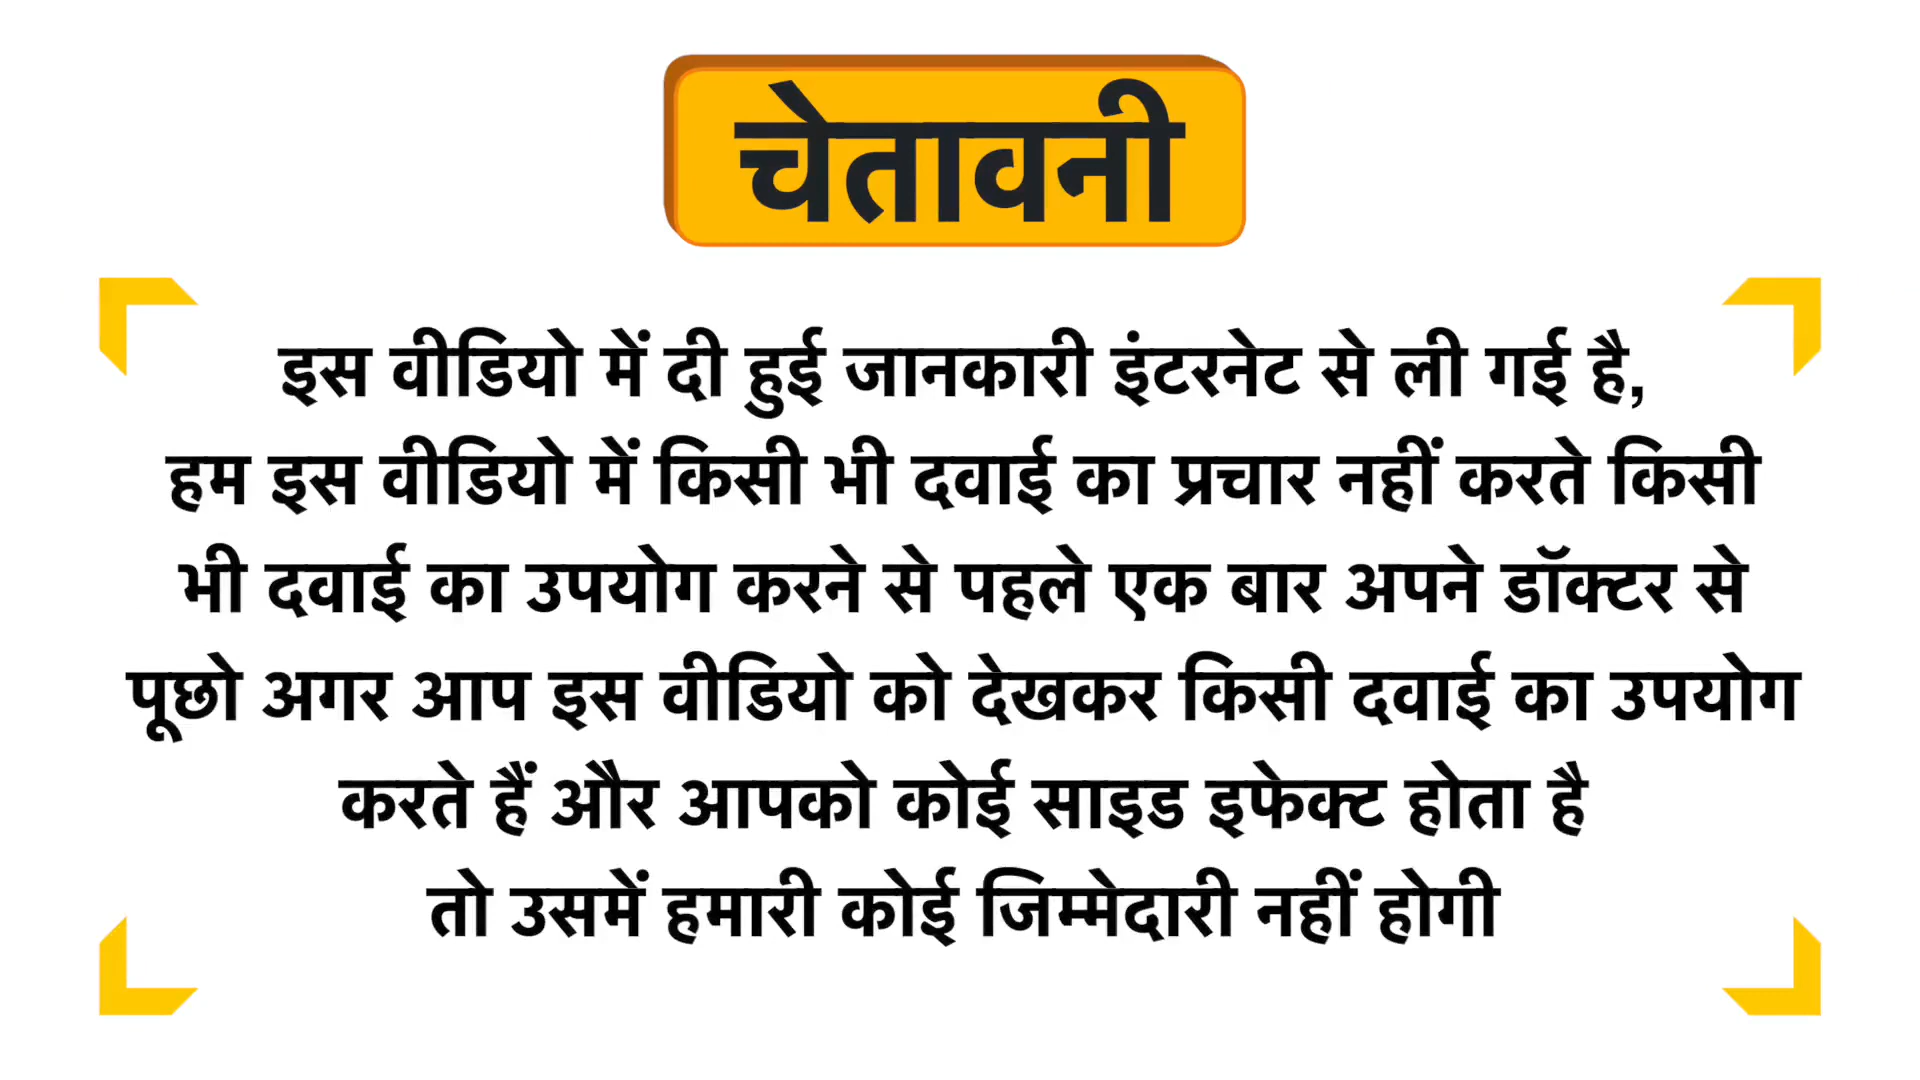 चेतावनी
इस वीडियो में दी हुई जानकारी इंटरनेट से ली गई है,
हम इस वीडियो में किसी भी दवाई का प्रचार नहीं करते किसी
भी दवाई का उपयोग करने से पहले एक बार अपने डॉक्टर से
पूछो अगर आप इस वीडियो को देखकर किसी दवाई का उपयोग
करते हैं और आपको कोई साइड इफेक्ट होता है
तो उसमें हमारी कोई जिम्मेदारी नहीं होगी